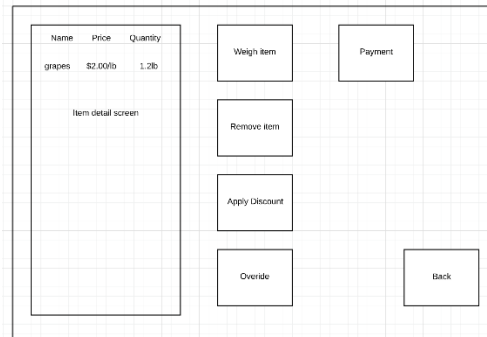 Name Price Quantity
grapes $2.00/lb 1.2lb
Item detail screen
Weigh item
Payment
Remove item
Apply Discount
Overide
Back